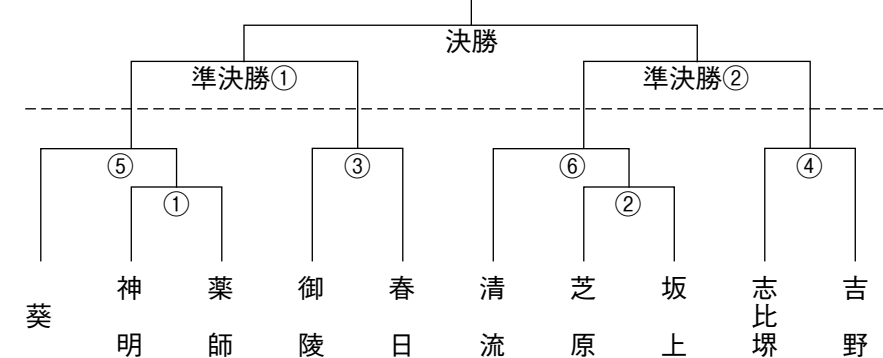 決勝
準決勝①
準決勝②
⑤
③
⑥
④
①
②
葵
神明
薬師
御陵
春日
清流
芝原
坂上
志比堺
吉野